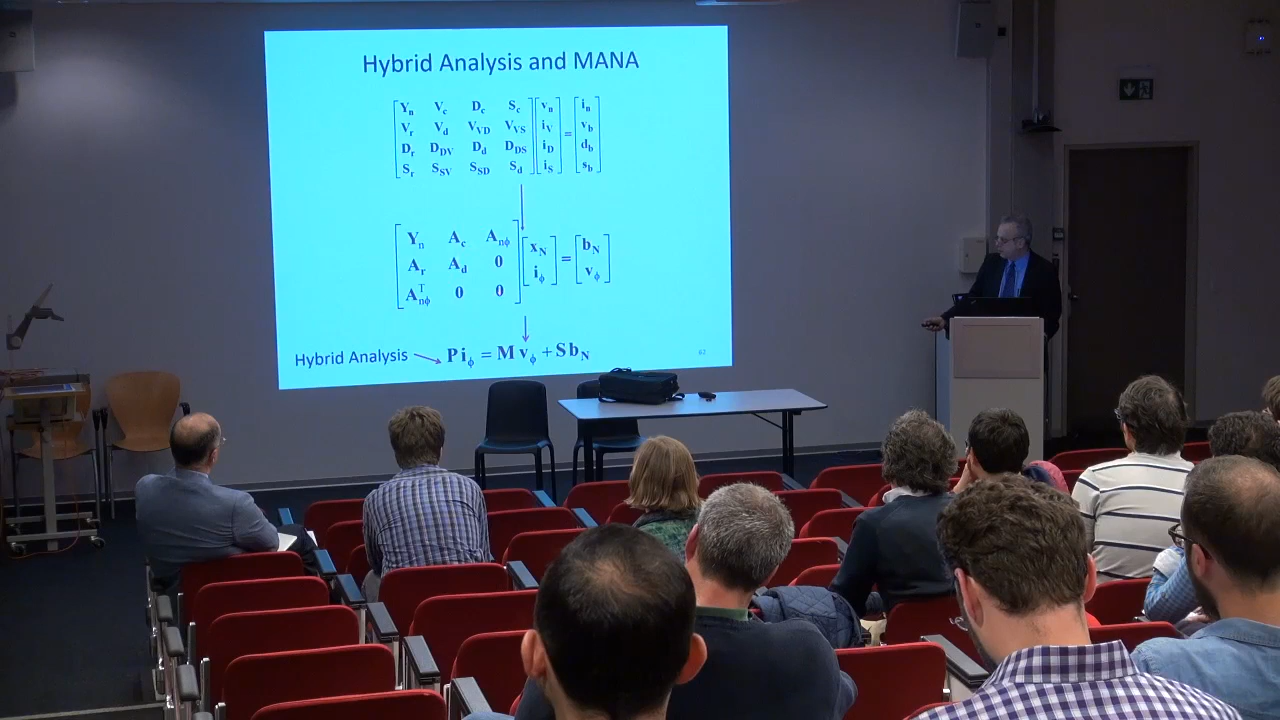 Hybrid Analysis and MANA
Yn Vc Dc Sc vn in
Vr Vd VVD VVS iV vb
Dr DDV Dd DDS iD = db
Sr SSV SSD Sd iS sb
Yn Ac Anϕ xN bN
Ar Ad 0 iϕ = vϕ
AᵀnΦ 0 0
Hybrid Analysis P iϕ = M vϕ + S bN
62